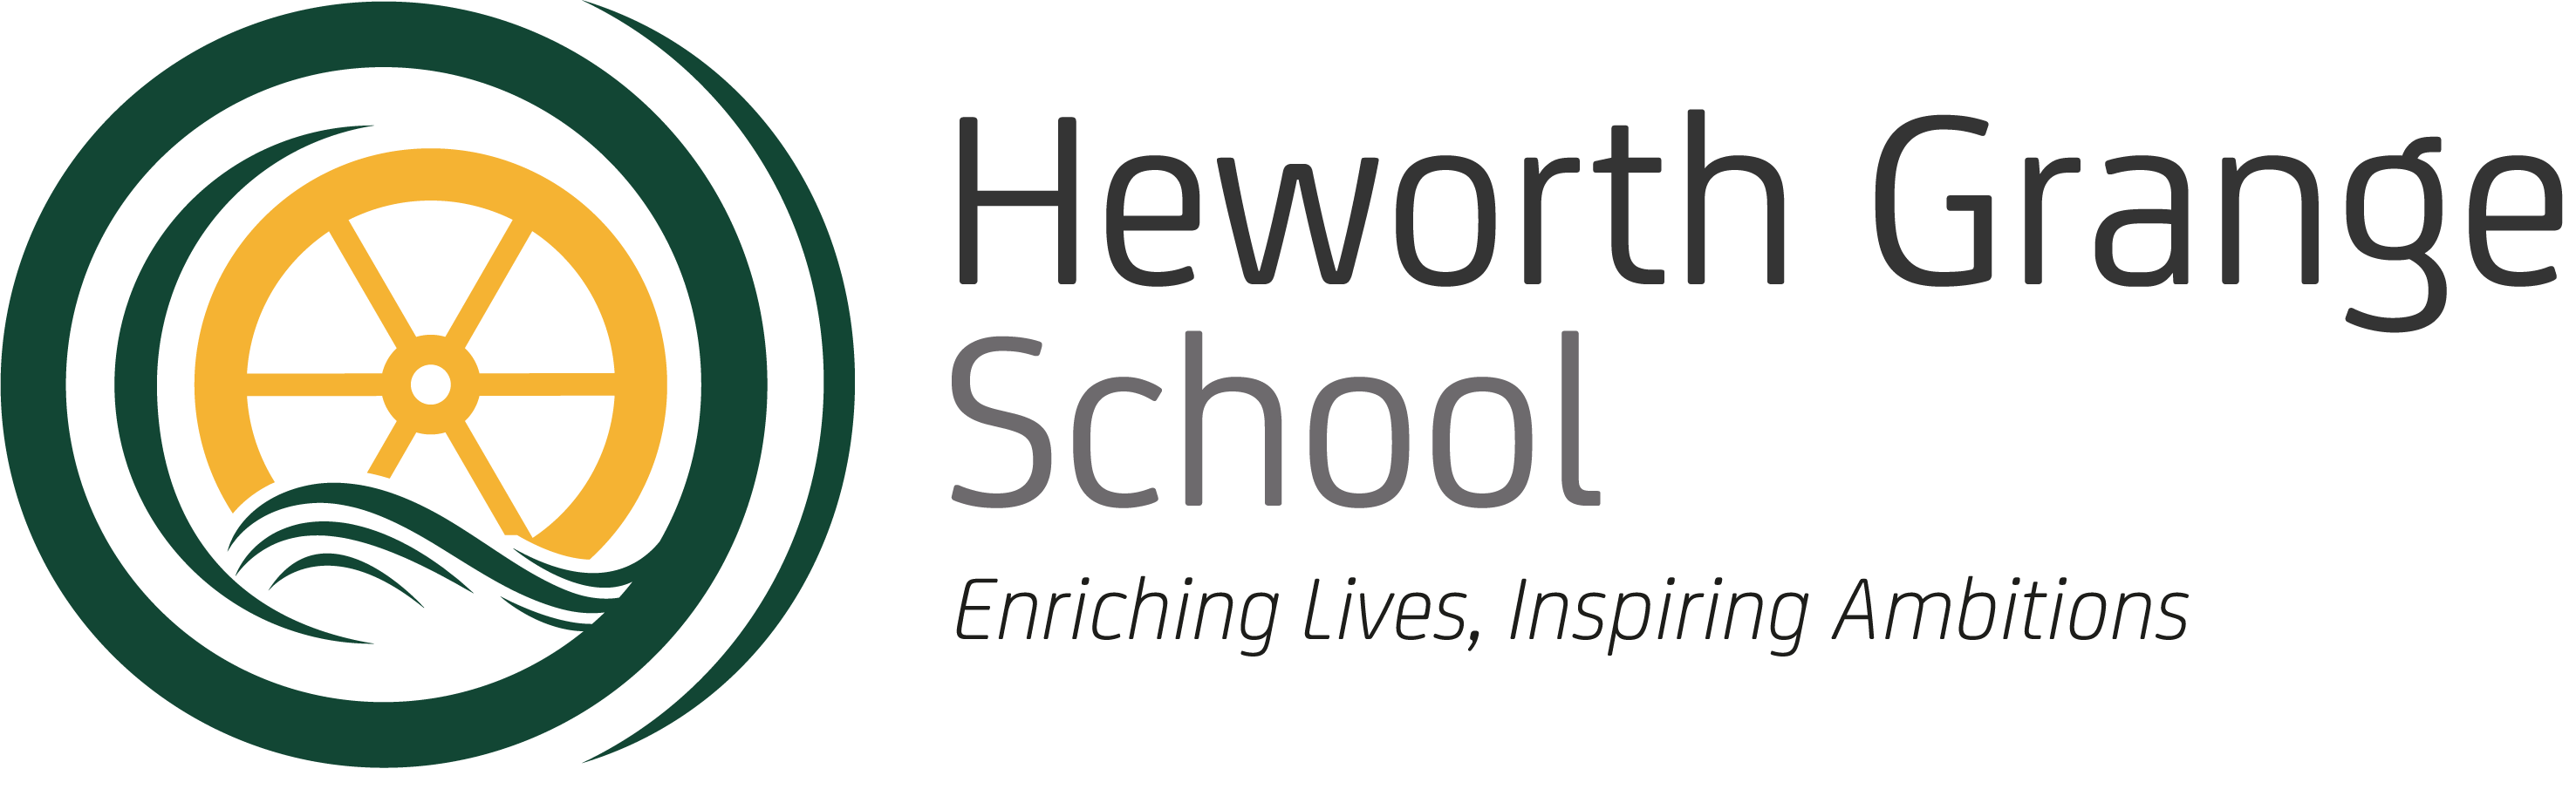 Heworth Grange
School
Enriching Lives, Inspiring Ambitions